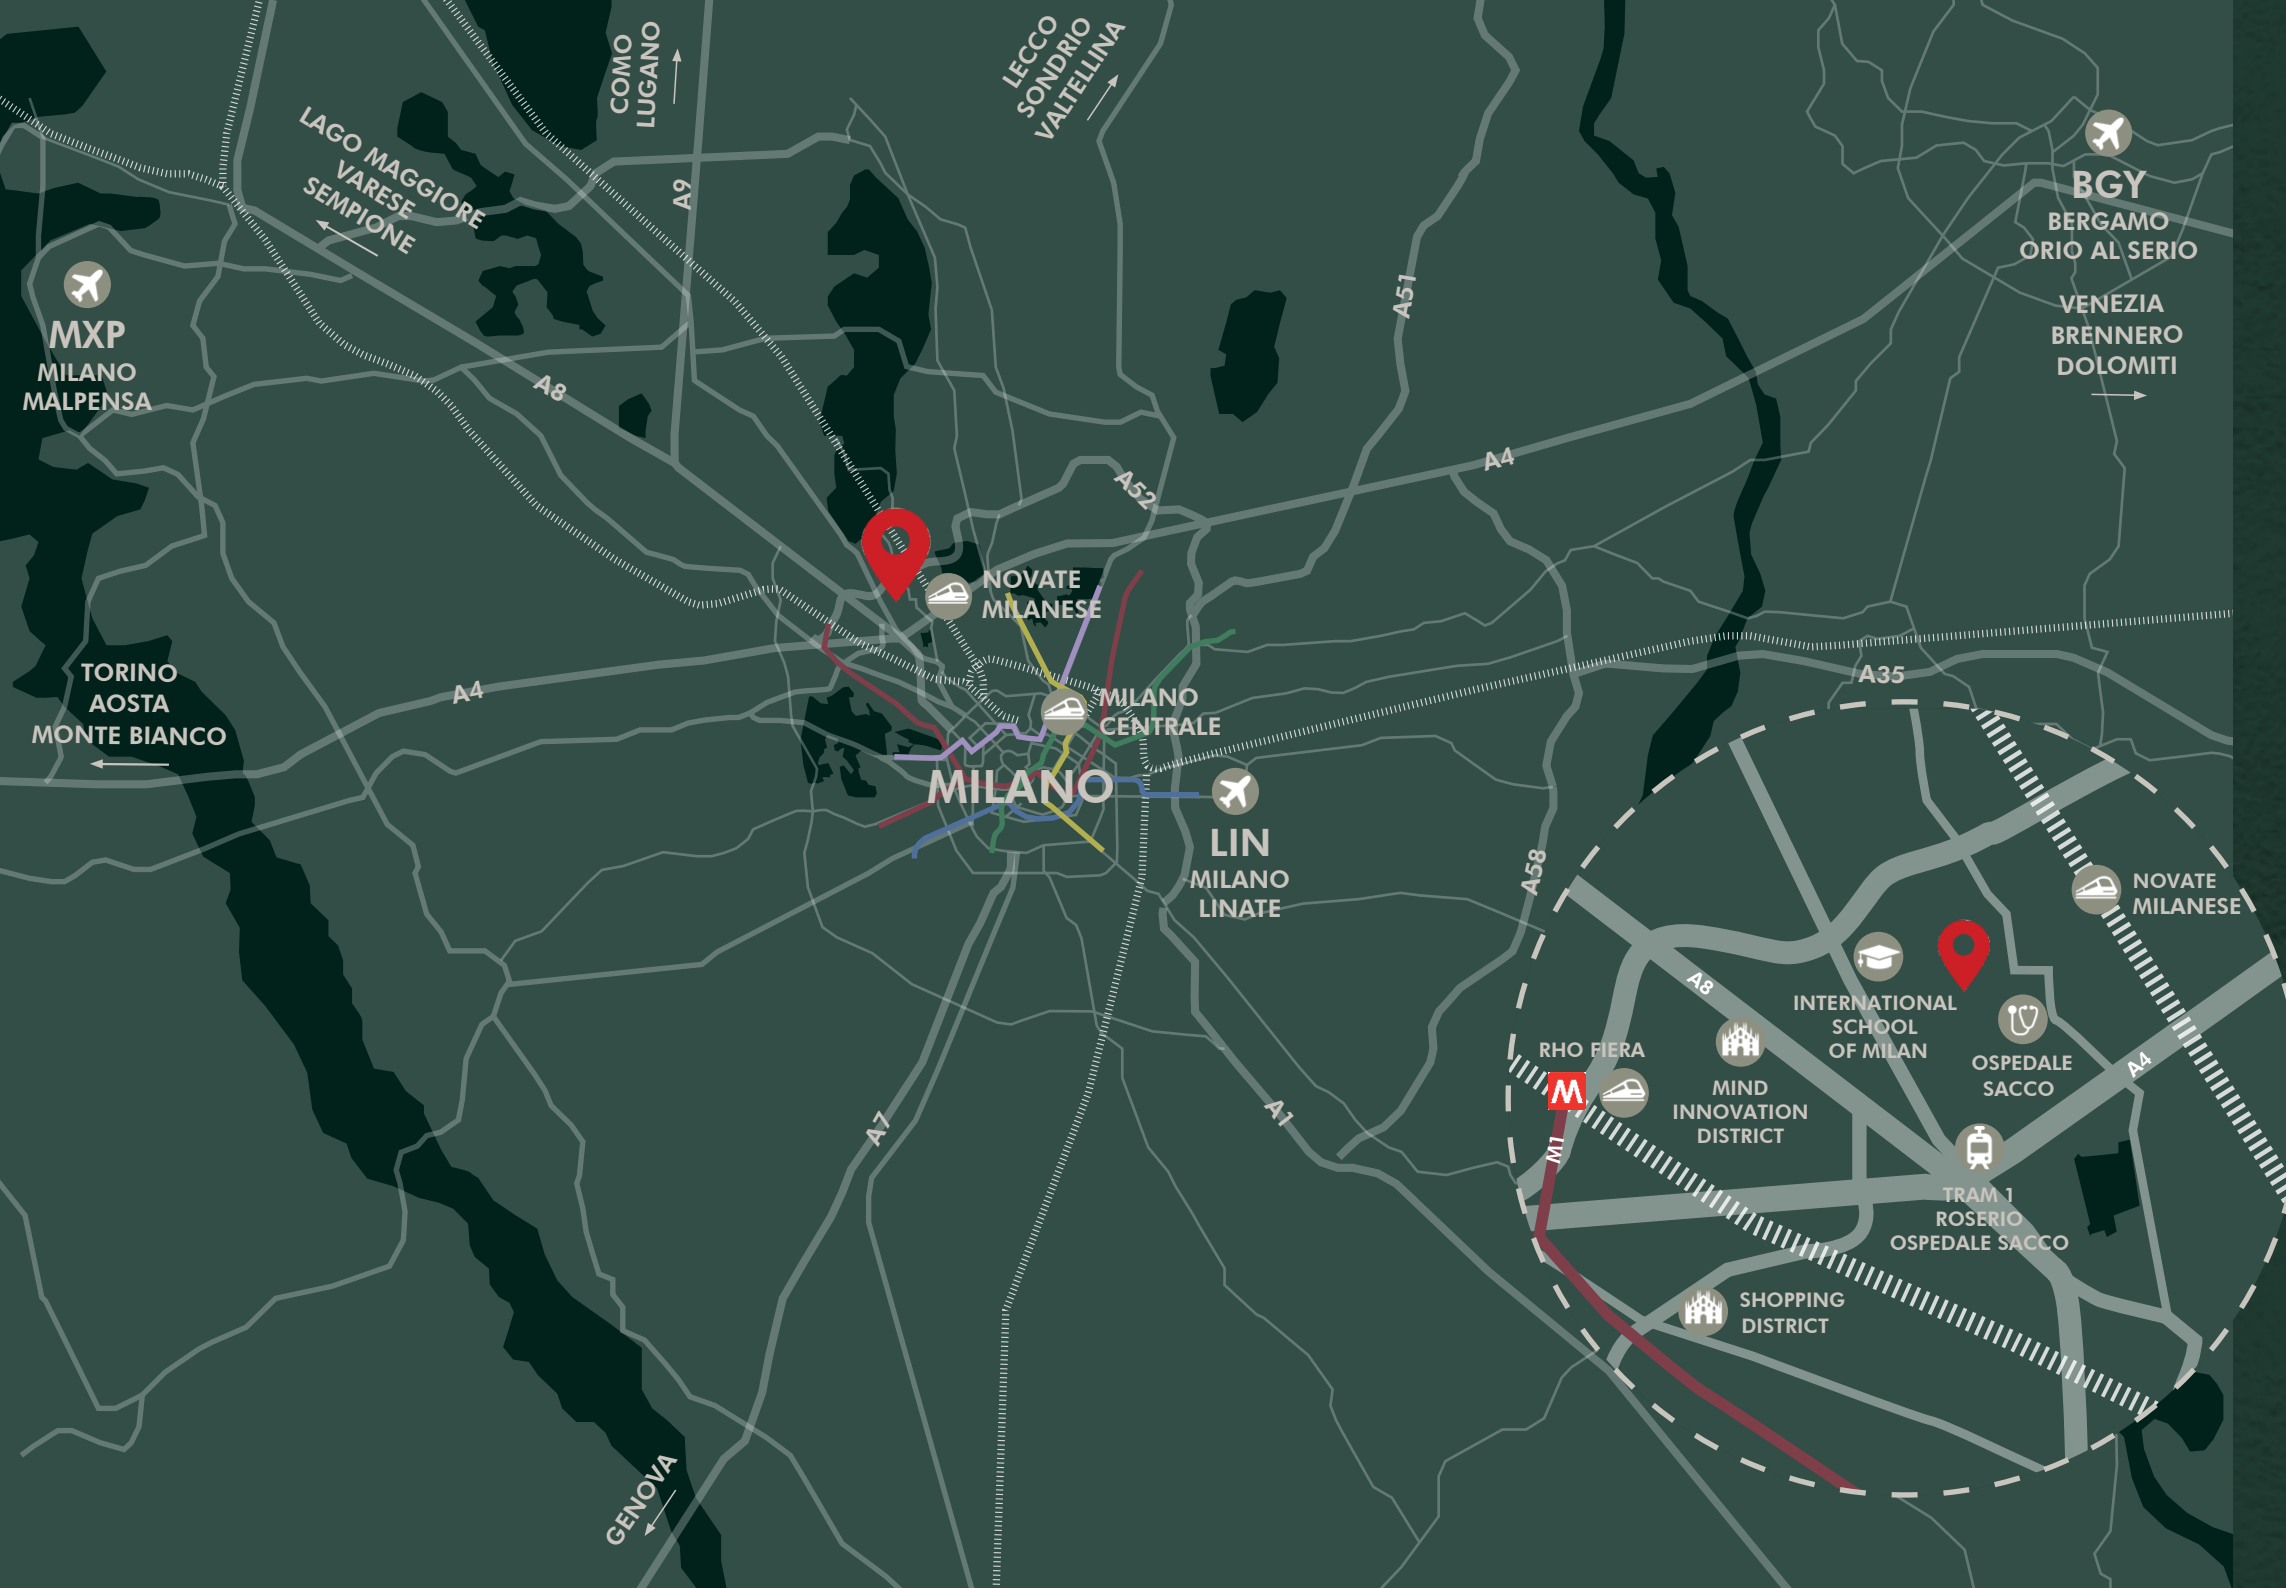 COMO
LUGANO
LECCO
SONDRIO
VALTELLINA
LAGO MAGGIORE
VARESE
SEMPIONE
A9
A51
BGY
BERGAMO
ORIO AL SERIO
VENEZIA
BRENNERO
DOLOMITI
MXP
MILANO
MALPENSA
A8
A52
A4
NOVATE
MILANESE
TORINO
AOSTA
MONTE BIANCO
A4
A35
MILANO
CENTRALE
MILANO
LIN
MILANO
LINATE
A58
A7
A1
GENOVA
NOVATE
MILANESE
A8
INTERNATIONAL
SCHOOL
OF MILAN
OSPEDALE
SACCO
A4
RHO FIERA
M
M1
MIND
INNOVATION
DISTRICT
TRAM 1
ROSERIO
OSPEDALE SACCO
SHOPPING
DISTRICT